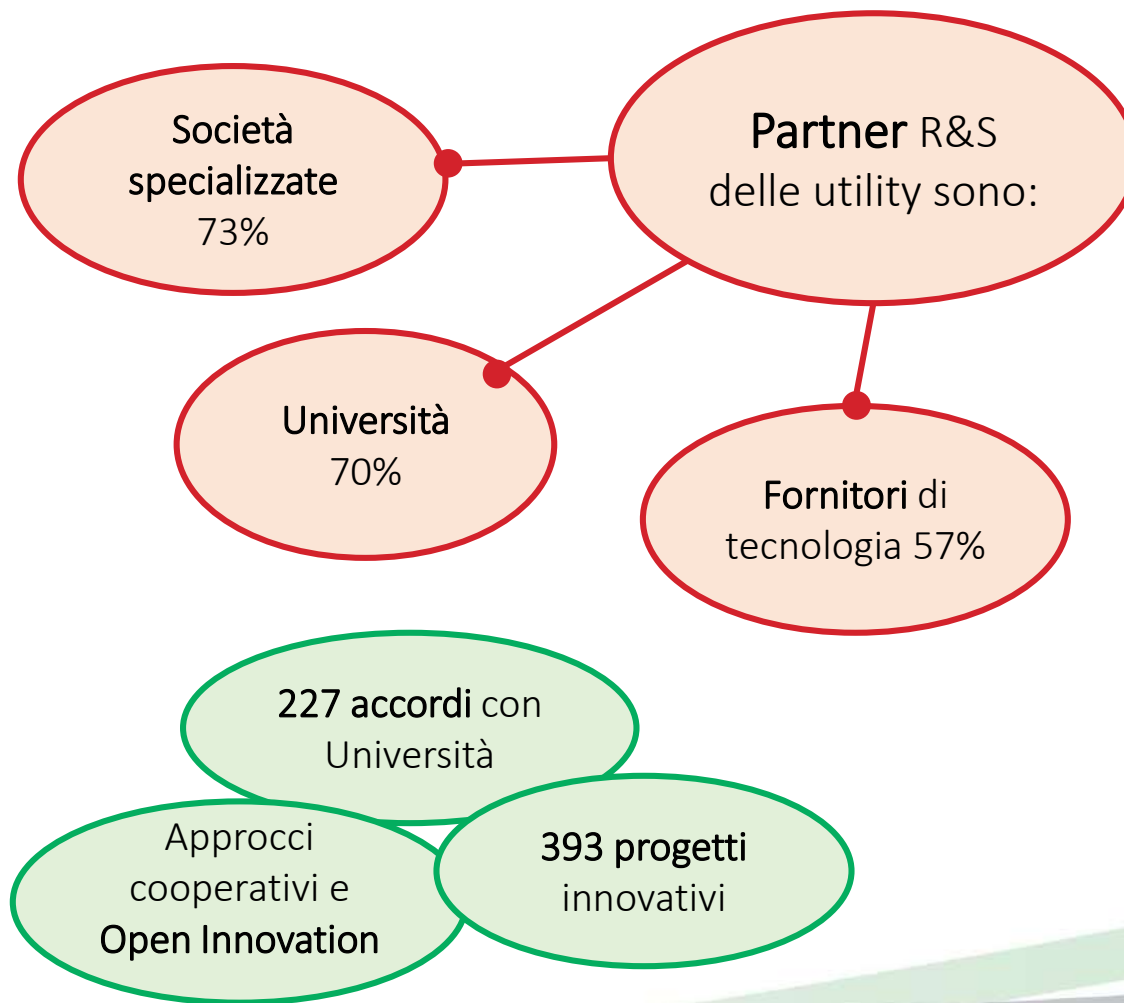 Partner R&S
delle utility sono:
Società
specializzate
73%
Università
70%
Fornitori di
tecnologia 57%
227 accordi con
Università
Approcci
cooperativi e
Open Innovation
393 progetti
innovativi